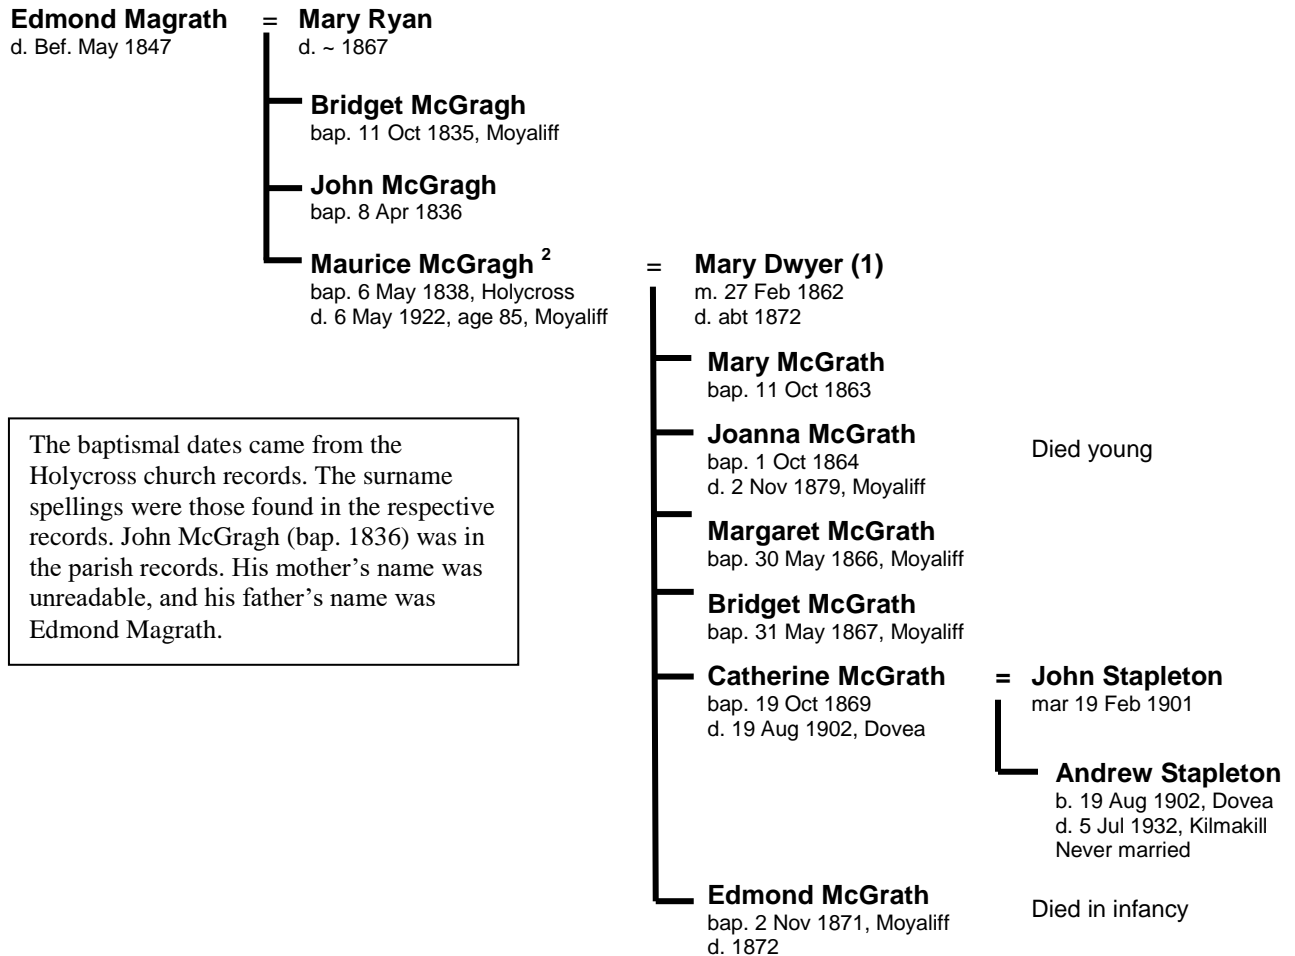 Edmond Magrath = Mary Ryan
d. Bef. May 1847 d. ~ 1867
Bridget McGragh
bap. 11 Oct 1835, Moyaliff
John McGragh
bap. 8 Apr 1836
Maurice McGragh 2 = Mary Dwyer (1)
bap. 6 May 1838, Holycross m. 27 Feb 1862
d. 6 May 1922, age 85, Moyaliff d. abt 1872
Mary McGrath
bap. 11 Oct 1863
The baptismal dates came from the
Holycross church records. The surname
spellings were those found in the respective
records. John McGragh (bap. 1836) was in
the parish records. His mother’s name was
unreadable, and his father’s name was
Edmond Magrath.
Joanna McGrath
bap. 1 Oct 1864
d. 2 Nov 1879, Moyaliff
Died young
Margaret McGrath
bap. 30 May 1866, Moyaliff
Bridget McGrath
bap. 31 May 1867, Moyaliff
Catherine McGrath = John Stapleton
bap. 19 Oct 1869 mar 19 Feb 1901
d. 19 Aug 1902, Dovea
Andrew Stapleton
b. 19 Aug 1902, Dovea
d. 5 Jul 1932, Kilmakill
Never married
Edmond McGrath
bap. 2 Nov 1871, Moyaliff
d. 1872
Died in infancy